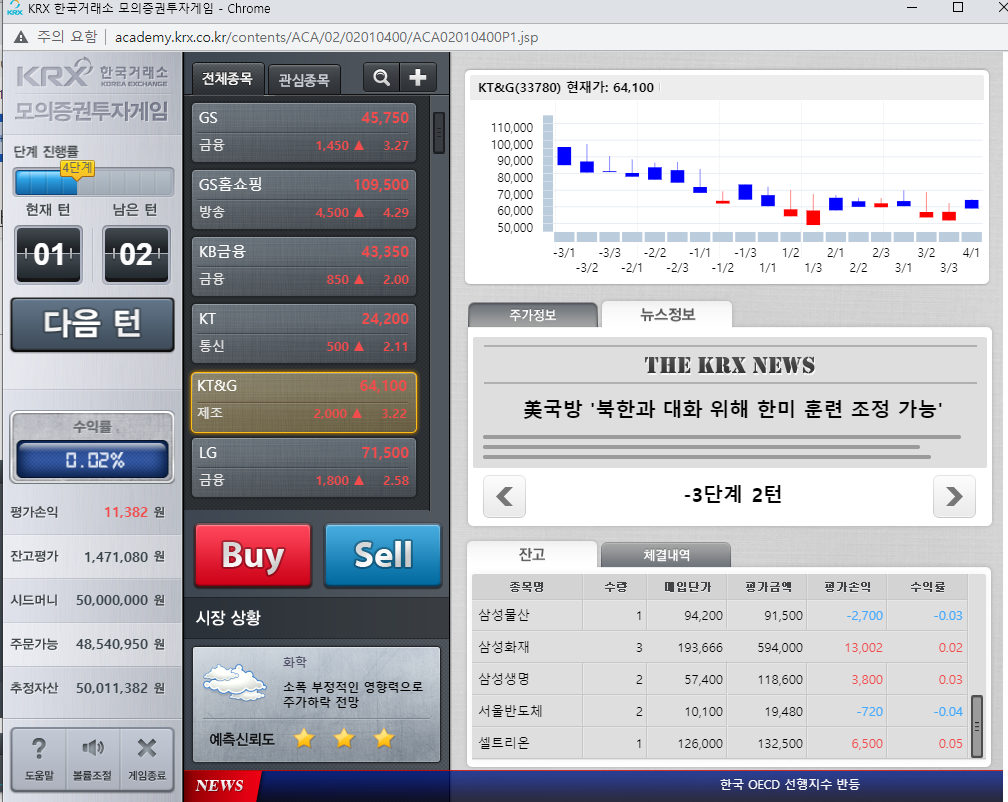 KRX 한국거래소 모의증권투자게임 - Chrome
주의 요함 academy.krx.co.kr/contents/ACA/02/02010400/ACA02010400P1.jsp
KRX 한국거래소
KOREA EXCHANGE
모의증권투자게임
단계 진행률
4단계
현재 턴 남은 턴
01 02
다음 턴
수익률
0.02%
평가손익 11,382 원
잔고평가 1,471,080 원
시드머니 50,000,000 원
주문가능 48,540,950 원
추정자산 50,011,382 원
도움말 볼륨조절 게임종료
전체종목 관심종목
GS 45,750
금융 1,450 ▲ 3.27
GS홈쇼핑 109,500
방송 4,500 ▲ 4.29
KB금융 43,350
금융 850 ▲ 2.00
KT 24,200
통신 500 ▲ 2.11
KT&G 64,100
제조 2,000 ▲ 3.22
LG 71,500
금융 1,800 ▲ 2.58
Buy Sell
시장 상황
화학
소폭 부정적인 영향력으로
주가하락 전망
예측신뢰도
KT&G(33780) 현재가: 64,100
110,000
100,000
90,000
80,000
70,000
60,000
50,000
-3/1 -3/3 -2/2 -1/1 -1/3 1/2 2/1 2/3 3/2 4/1
-3/2 -2/1 -2/3 -1/2 1/1 1/3 2/2 3/1 3/3
주가정보 뉴스정보
THE KRX NEWS
美국방 '북한과 대화 위해 한미 훈련 조정 가능'
-3단계 2턴
잔고 체결내역
종목명 수량 매입단가 평가금액 평가손익 수익률
삼성물산 1 94,200 91,500 -2,700 -0.03
삼성화재 3 193,666 594,000 13,002 0.02
삼성생명 2 57,400 118,600 3,800 0.03
서울반도체 2 10,100 19,480 -720 -0.04
셀트리온 1 126,000 132,500 6,500 0.05
NEWS 한국 OECD 선행지수 반등